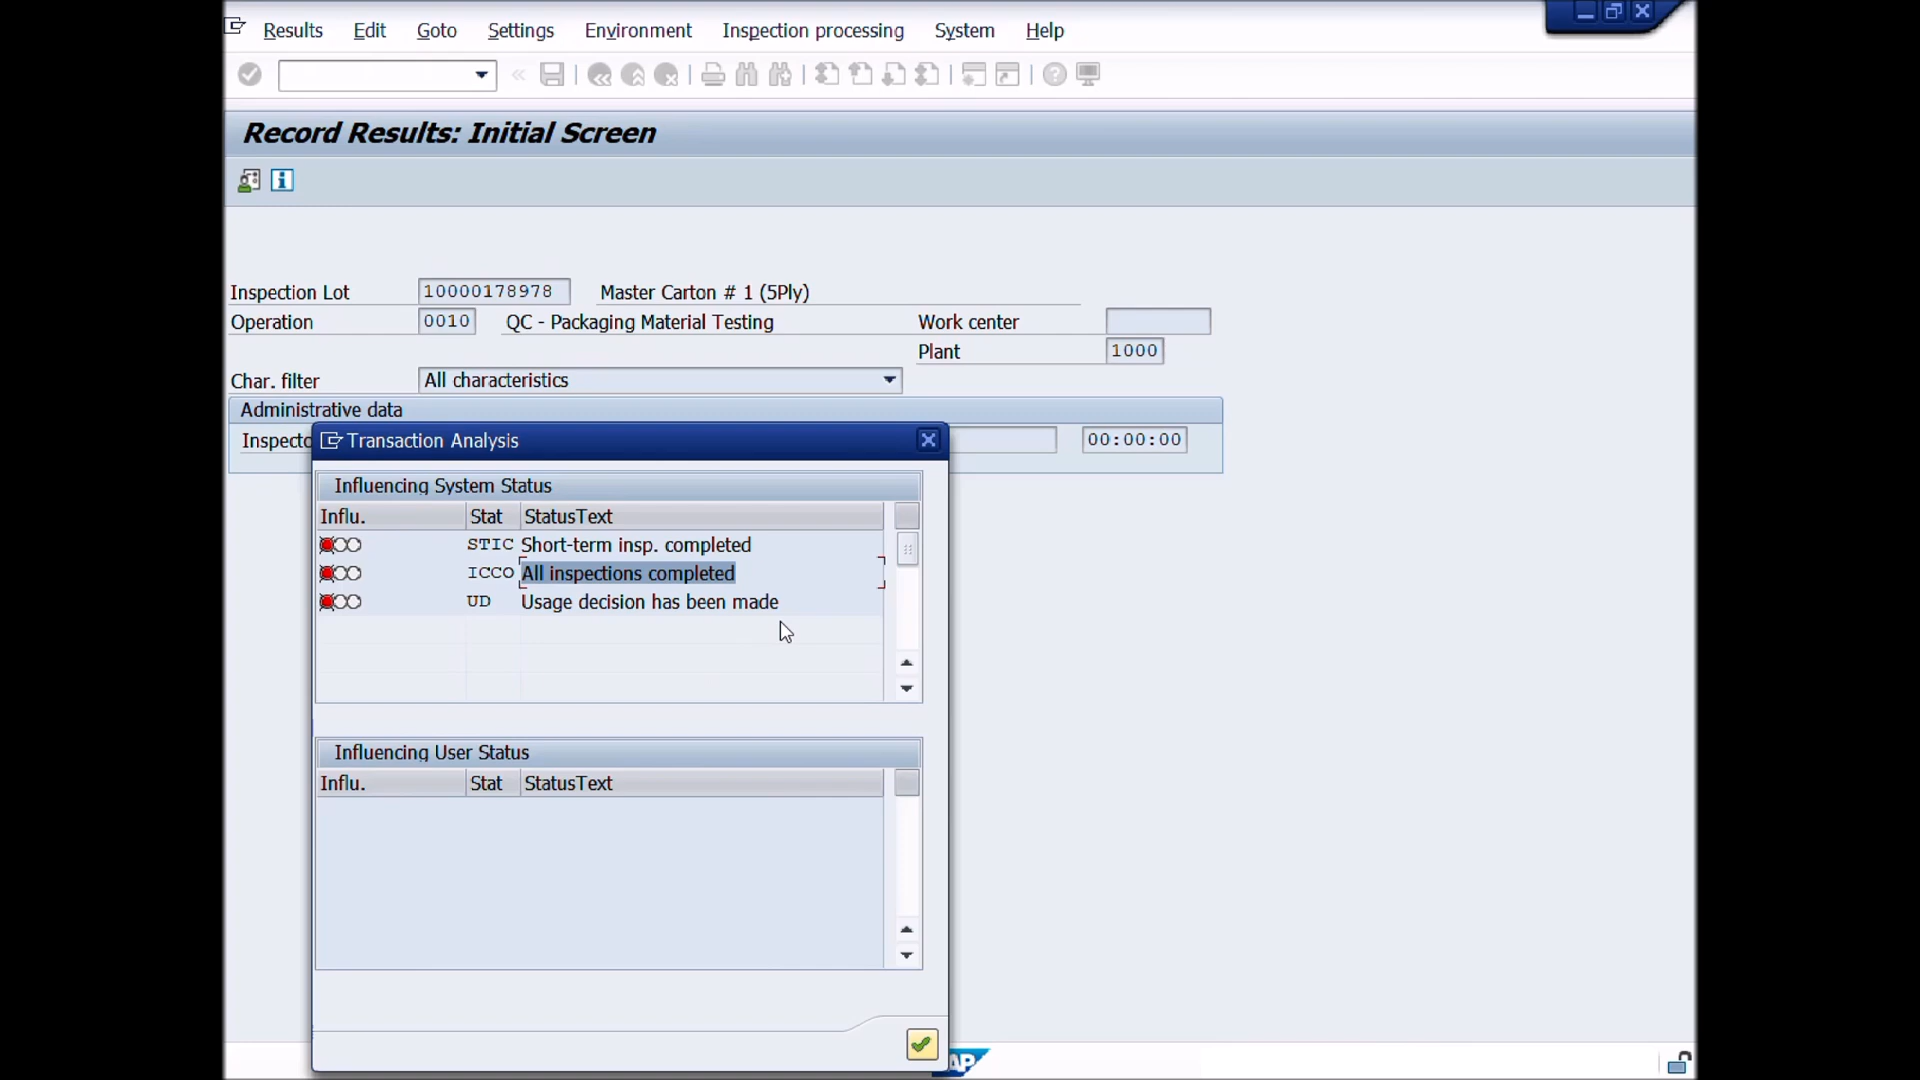 Results Edit Goto Settings Environment Inspection processing System Help
Record Results: Initial Screen
Inspection Lot 10000178978 Master Carton # 1 (5Ply)
Operation 0010 QC - Packaging Material Testing Work center
Plant 1000
Char. filter All characteristics
Administrative data
Inspecto 00:00:00
Transaction Analysis
Influencing System Status
Influ. Stat StatusText
STIC Short-term insp. completed
ICCO All inspections completed
UD Usage decision has been made
Influencing User Status
Influ. Stat StatusText
AP